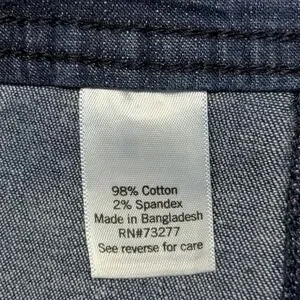 98% Cotton
2% Spandex
Made in Bangladesh
RN#73277
See reverse for care